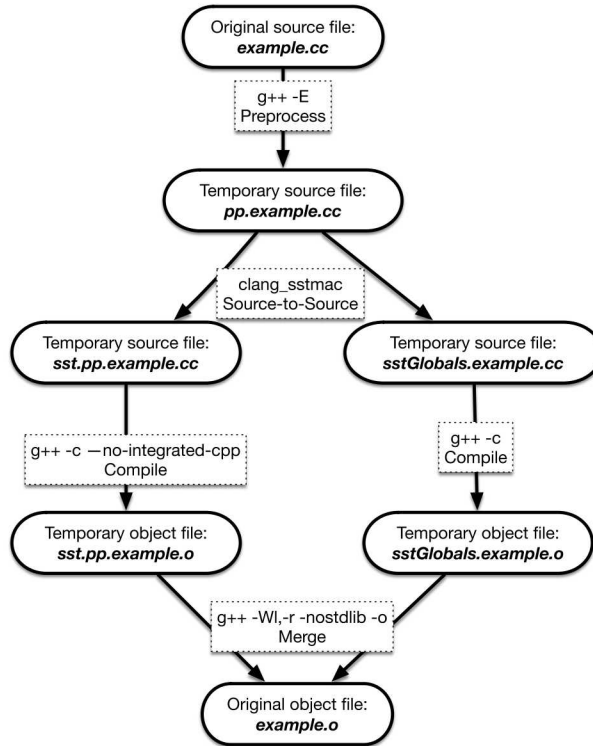 Original source file:
example.cc
g++ -E
Preprocess
Temporary source file:
pp.example.cc
clang_sstmac
Source-to-Source
Temporary source file:
sst.pp.example.cc
Temporary source file:
sstGlobals.example.cc
g++ -c —no-integrated-cpp
Compile
g++ -c
Compile
Temporary object file:
sst.pp.example.o
Temporary object file:
sstGlobals.example.o
g++ -Wl,-r -nostdlib -o
Merge
Original object file:
example.o